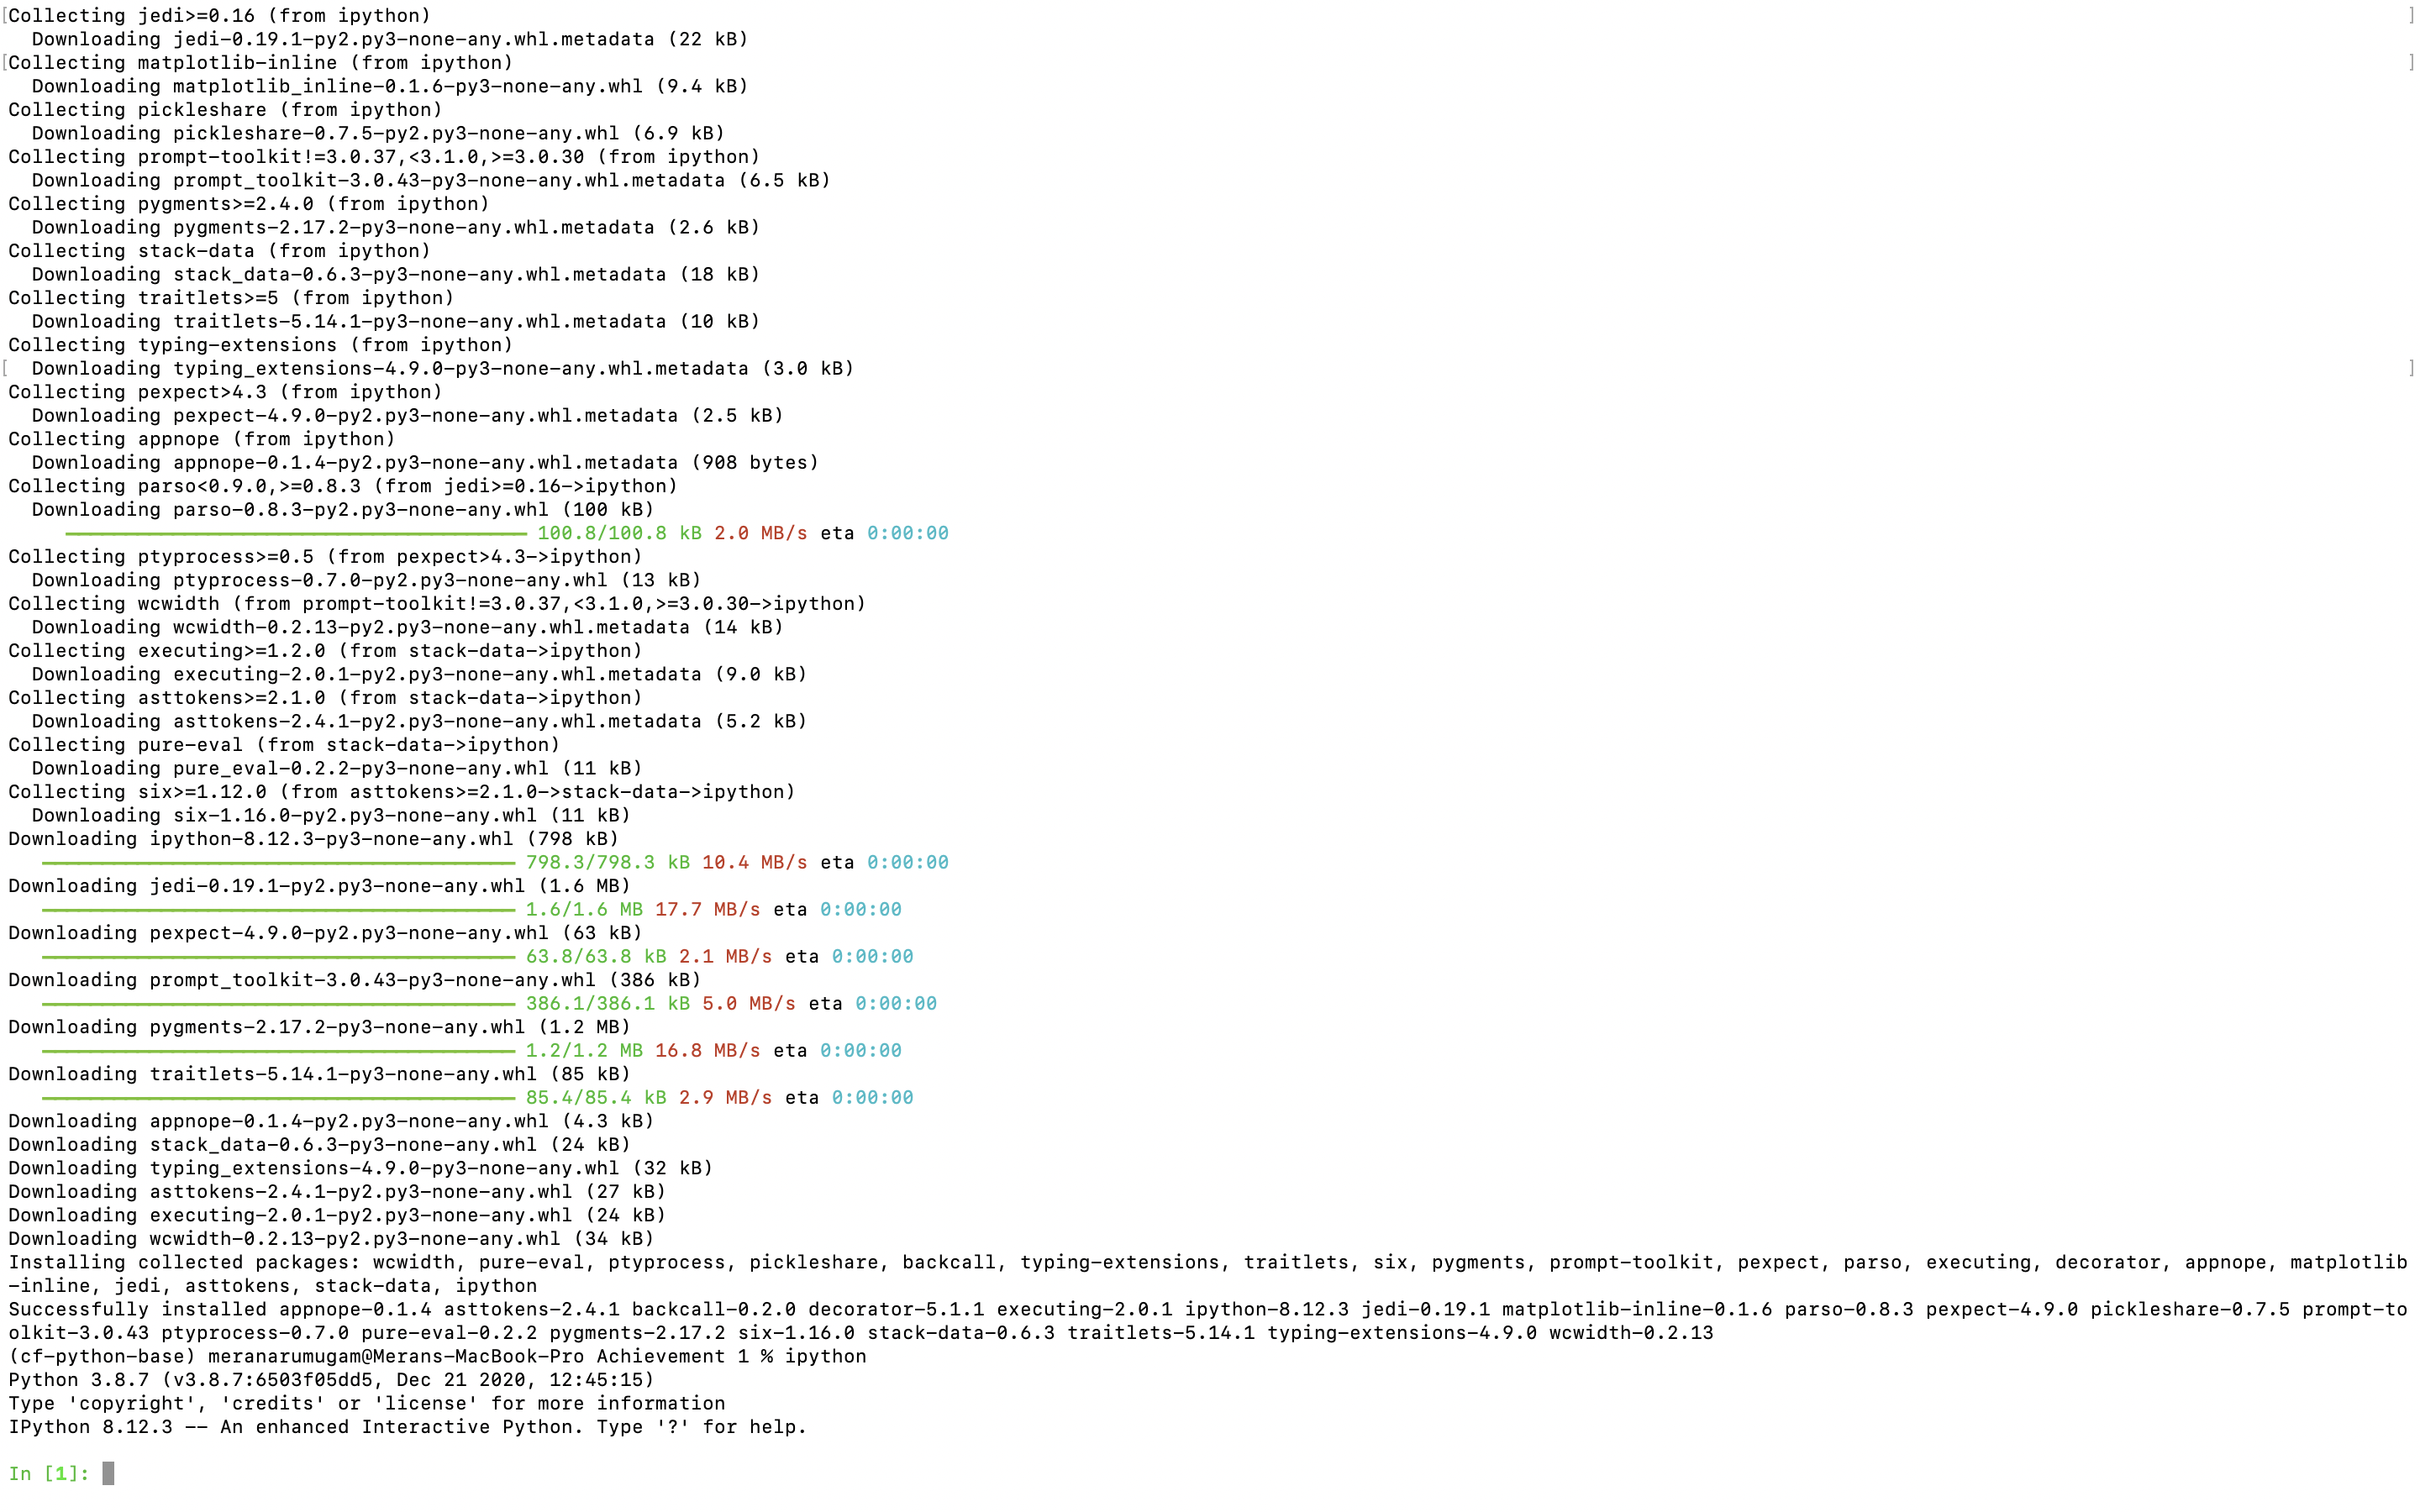 [Collecting jedi>=0.16 (from ipython) ]
  Downloading jedi-0.19.1-py2.py3-none-any.whl.metadata (22 kB)
[Collecting matplotlib-inline (from ipython) ]
  Downloading matplotlib_inline-0.1.6-py3-none-any.whl (9.4 kB)
Collecting pickleshare (from ipython)
  Downloading pickleshare-0.7.5-py2.py3-none-any.whl (6.9 kB)
Collecting prompt-toolkit!=3.0.37,<3.1.0,>=3.0.30 (from ipython)
  Downloading prompt_toolkit-3.0.43-py3-none-any.whl.metadata (6.5 kB)
Collecting pygments>=2.4.0 (from ipython)
  Downloading pygments-2.17.2-py3-none-any.whl.metadata (2.6 kB)
Collecting stack-data (from ipython)
  Downloading stack_data-0.6.3-py3-none-any.whl.metadata (18 kB)
Collecting traitlets>=5 (from ipython)
  Downloading traitlets-5.14.1-py3-none-any.whl.metadata (10 kB)
Collecting typing-extensions (from ipython)
[  Downloading typing_extensions-4.9.0-py3-none-any.whl.metadata (3.0 kB) ]
Collecting pexpect>4.3 (from ipython)
  Downloading pexpect-4.9.0-py2.py3-none-any.whl.metadata (2.5 kB)
Collecting appnope (from ipython)
  Downloading appnope-0.1.4-py2.py3-none-any.whl.metadata (908 bytes)
Collecting parso<0.9.0,>=0.8.3 (from jedi>=0.16->ipython)
  Downloading parso-0.8.3-py2.py3-none-any.whl (100 kB)
     100.8/100.8 kB 2.0 MB/s eta 0:00:00
Collecting ptyprocess>=0.5 (from pexpect>4.3->ipython)
  Downloading ptyprocess-0.7.0-py2.py3-none-any.whl (13 kB)
Collecting wcwidth (from prompt-toolkit!=3.0.37,<3.1.0,>=3.0.30->ipython)
  Downloading wcwidth-0.2.13-py2.py3-none-any.whl.metadata (14 kB)
Collecting executing>=1.2.0 (from stack-data->ipython)
  Downloading executing-2.0.1-py2.py3-none-any.whl.metadata (9.0 kB)
Collecting asttokens>=2.1.0 (from stack-data->ipython)
  Downloading asttokens-2.4.1-py2.py3-none-any.whl.metadata (5.2 kB)
Collecting pure-eval (from stack-data->ipython)
  Downloading pure_eval-0.2.2-py3-none-any.whl (11 kB)
Collecting six>=1.12.0 (from asttokens>=2.1.0->stack-data->ipython)
  Downloading six-1.16.0-py2.py3-none-any.whl (11 kB)
Downloading ipython-8.12.3-py3-none-any.whl (798 kB)
   798.3/798.3 kB 10.4 MB/s eta 0:00:00
Downloading jedi-0.19.1-py2.py3-none-any.whl (1.6 MB)
   1.6/1.6 MB 17.7 MB/s eta 0:00:00
Downloading pexpect-4.9.0-py2.py3-none-any.whl (63 kB)
   63.8/63.8 kB 2.1 MB/s eta 0:00:00
Downloading prompt_toolkit-3.0.43-py3-none-any.whl (386 kB)
   386.1/386.1 kB 5.0 MB/s eta 0:00:00
Downloading pygments-2.17.2-py3-none-any.whl (1.2 MB)
   1.2/1.2 MB 16.8 MB/s eta 0:00:00
Downloading traitlets-5.14.1-py3-none-any.whl (85 kB)
   85.4/85.4 kB 2.9 MB/s eta 0:00:00
Downloading appnope-0.1.4-py2.py3-none-any.whl (4.3 kB)
Downloading stack_data-0.6.3-py3-none-any.whl (24 kB)
Downloading typing_extensions-4.9.0-py3-none-any.whl (32 kB)
Downloading asttokens-2.4.1-py2.py3-none-any.whl (27 kB)
Downloading executing-2.0.1-py2.py3-none-any.whl (24 kB)
Downloading wcwidth-0.2.13-py2.py3-none-any.whl (34 kB)
Installing collected packages: wcwidth, pure-eval, ptyprocess, pickleshare, backcall, typing-extensions, traitlets, six, pygments, prompt-toolkit, pexpect, parso, executing, decorator, appnope, matplotlib
-inline, jedi, asttokens, stack-data, ipython
Successfully installed appnope-0.1.4 asttokens-2.4.1 backcall-0.2.0 decorator-5.1.1 executing-2.0.1 ipython-8.12.3 jedi-0.19.1 matplotlib-inline-0.1.6 parso-0.8.3 pexpect-4.9.0 pickleshare-0.7.5 prompt-to
olkit-3.0.43 ptyprocess-0.7.0 pure-eval-0.2.2 pygments-2.17.2 six-1.16.0 stack-data-0.6.3 traitlets-5.14.1 typing-extensions-4.9.0 wcwidth-0.2.13
(cf-python-base) meranarumugam@Merans-MacBook-Pro Achievement 1 % ipython
Python 3.8.7 (v3.8.7:6503f05dd5, Dec 21 2020, 12:45:15)
Type 'copyright', 'credits' or 'license' for more information
IPython 8.12.3 -- An enhanced Interactive Python. Type '?' for help.
In [1]: